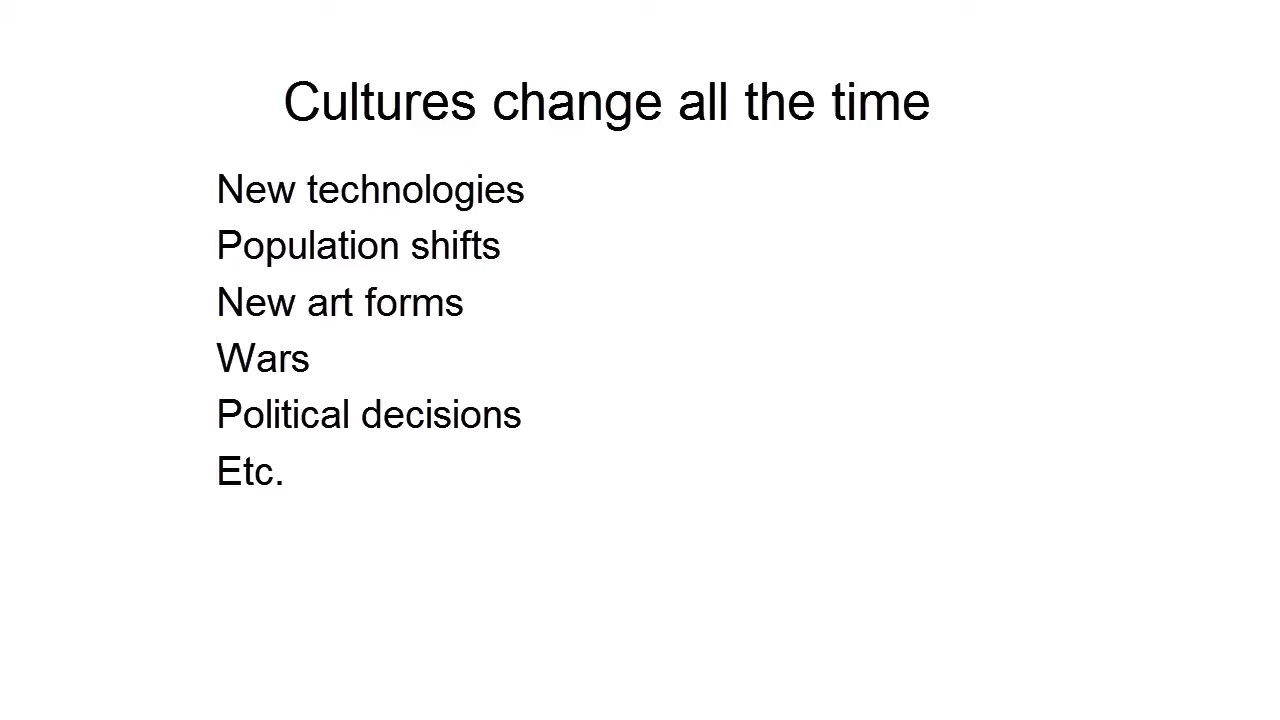 Cultures change all the time
New technologies
Population shifts
New art forms
Wars
Political decisions
Etc.